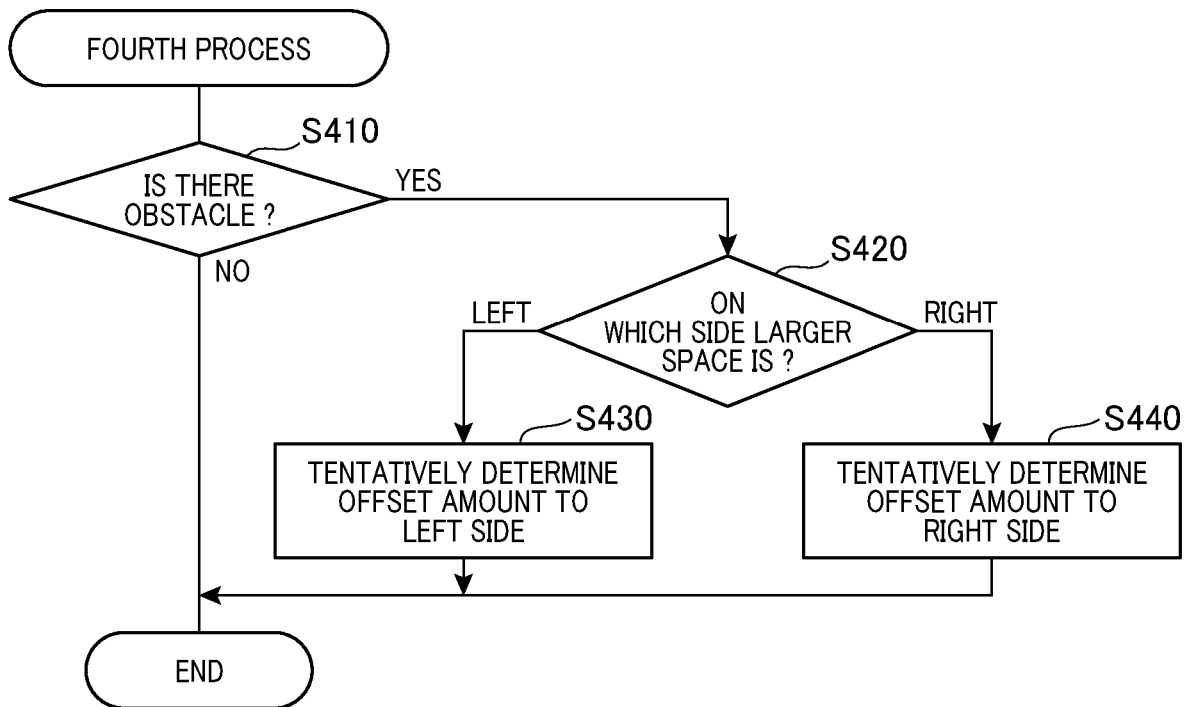 FOURTH PROCESS
S410
IS THERE
OBSTACLE ?
YES
NO
S420
ON
WHICH SIDE LARGER
SPACE IS ?
LEFT
RIGHT
S430
TENTATIVELY DETERMINE
OFFSET AMOUNT TO
LEFT SIDE
S440
TENTATIVELY DETERMINE
OFFSET AMOUNT TO
RIGHT SIDE
END